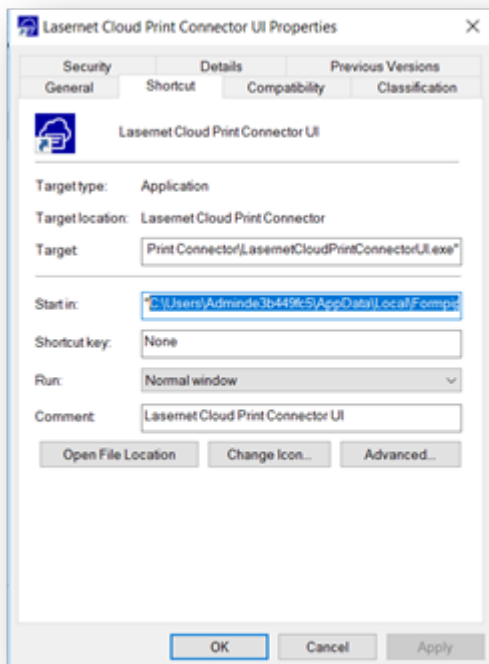 Lasernet Cloud Print Connector UI Properties
Security Details Previous Versions
General Shortcut Compatibility Classification
Lasernet Cloud Print Connector UI
Target type: Application
Target location: Lasernet Cloud Print Connector
Target: Print Connector\LasernetCloudPrintConnectorUI.exe"
Start in: "C:\Users\Adminde3b449fc5\AppData\Local\Formpip
Shortcut key: None
Run: Normal window
Comment: Lasernet Cloud Print Connector UI
Open File Location Change Icon... Advanced...
OK Cancel Apply